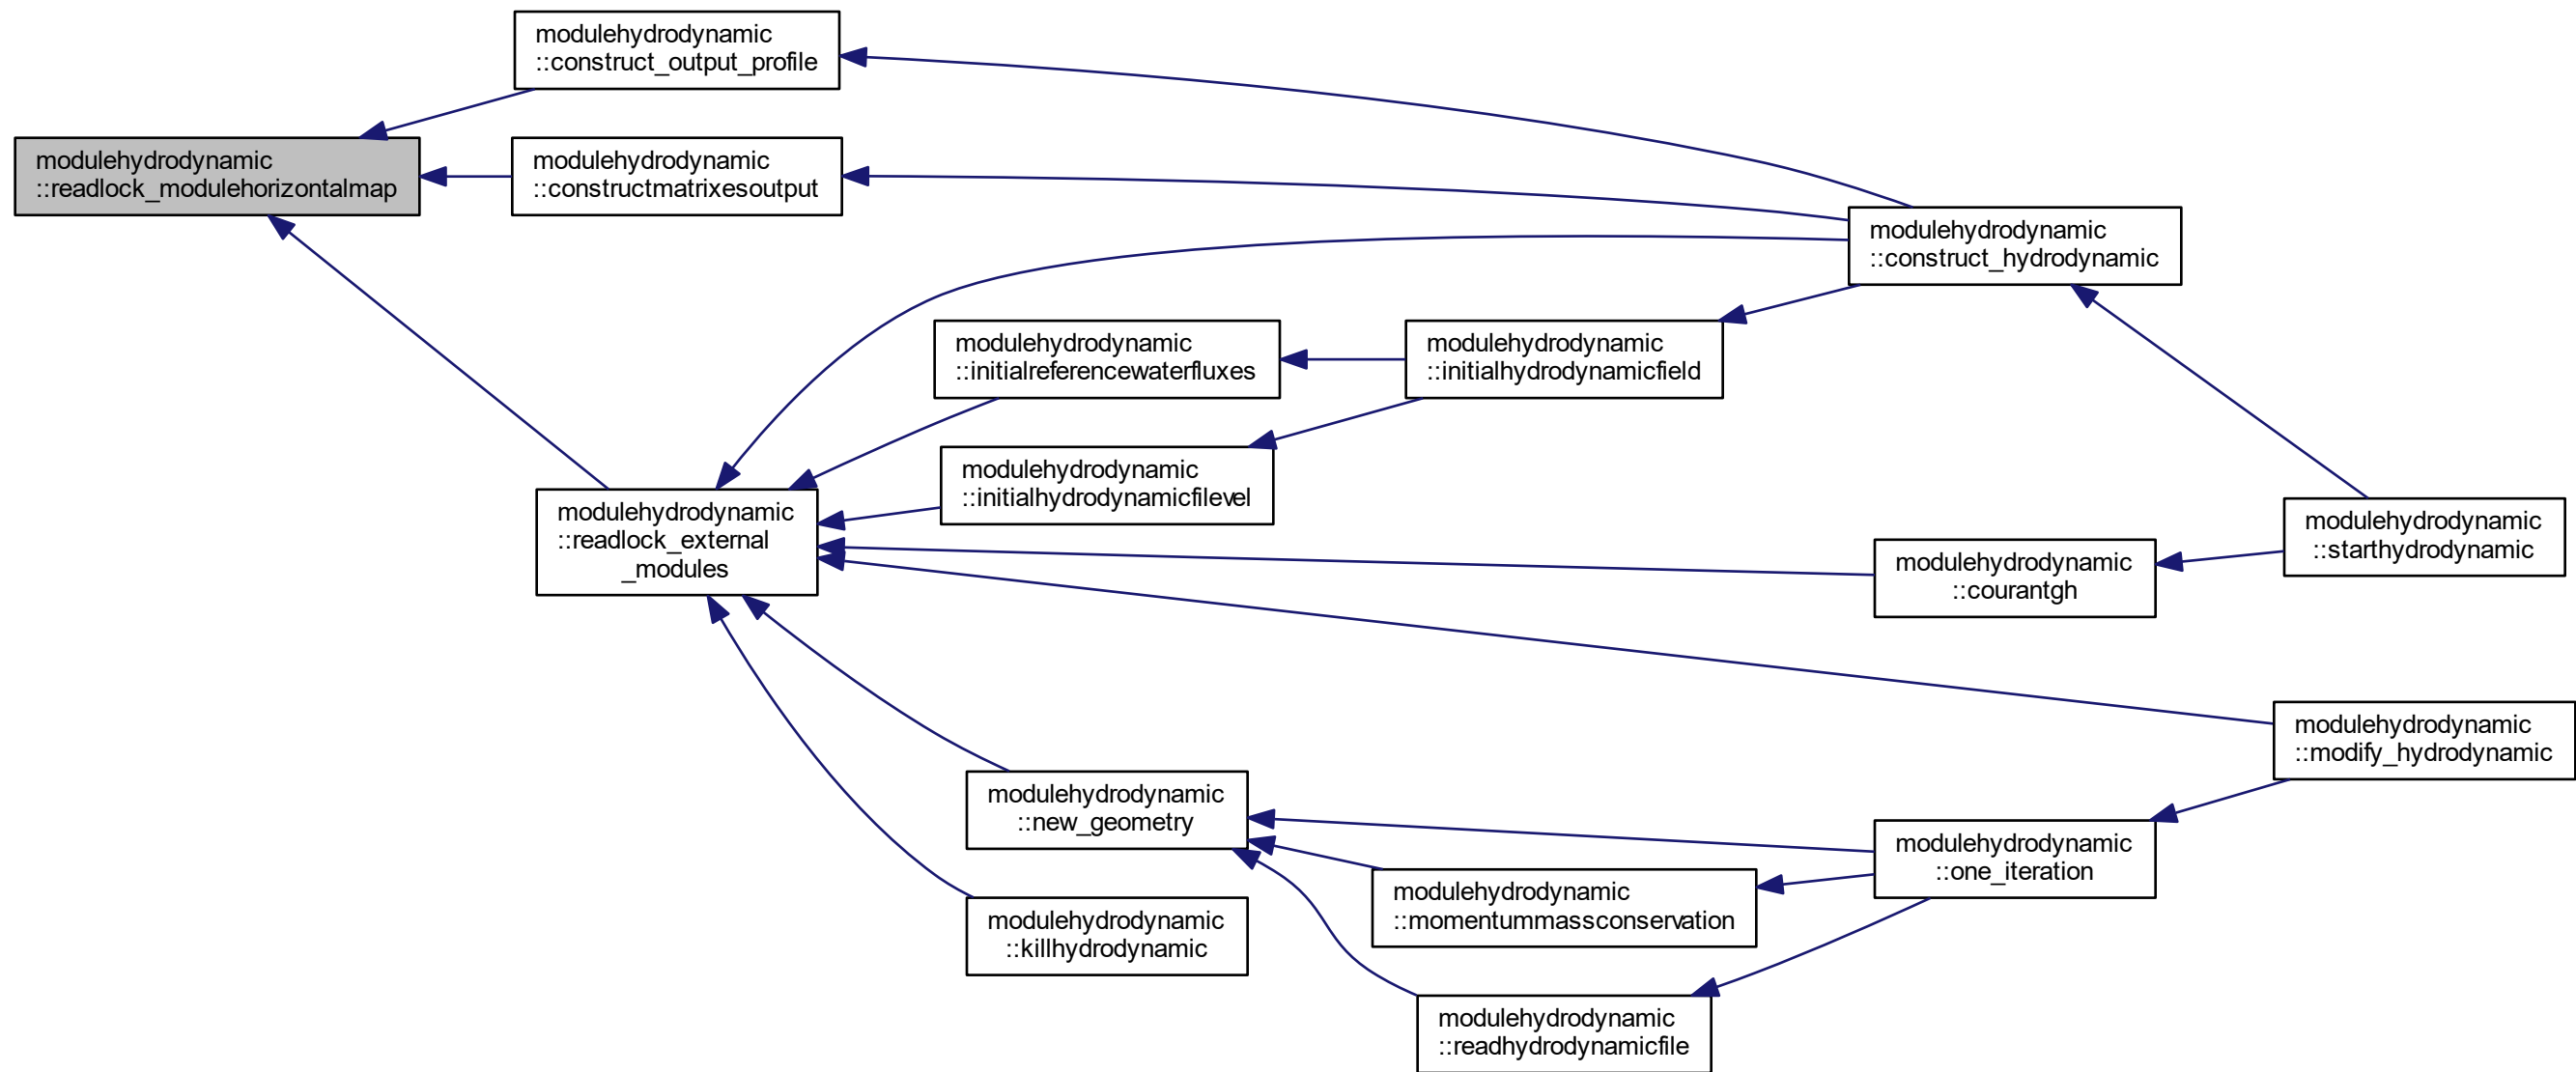 modulehydrodynamic
::construct_output_profile
modulehydrodynamic
::readlock_modulehorizontalmap
modulehydrodynamic
::constructmatrixesoutput
modulehydrodynamic
::construct_hydrodynamic
modulehydrodynamic
::initialreferencewaterfluxes
modulehydrodynamic
::initialhydrodynamicfield
modulehydrodynamic
::initialhydrodynamicfilevel
modulehydrodynamic
::readlock_external
_modules
modulehydrodynamic
::starthydrodynamic
modulehydrodynamic
::courantgh
modulehydrodynamic
::modify_hydrodynamic
modulehydrodynamic
::new_geometry
modulehydrodynamic
::one_iteration
modulehydrodynamic
::momentummassconservation
modulehydrodynamic
::killhydrodynamic
modulehydrodynamic
::readhydrodynamicfile